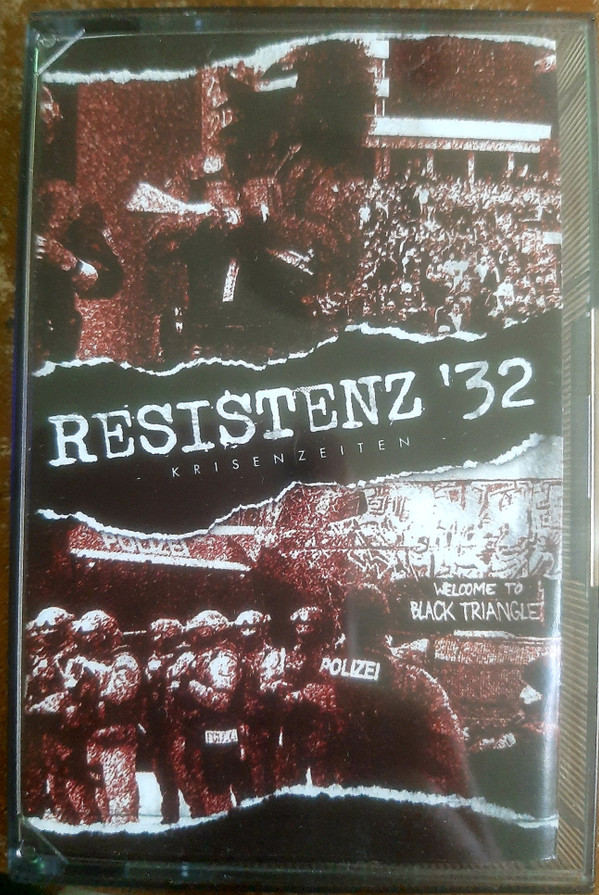 RESISTENZ '32
KRISENZEITEN
POLIZEI
WELCOME TO
BLACK TRIANGLE
POLIZEI